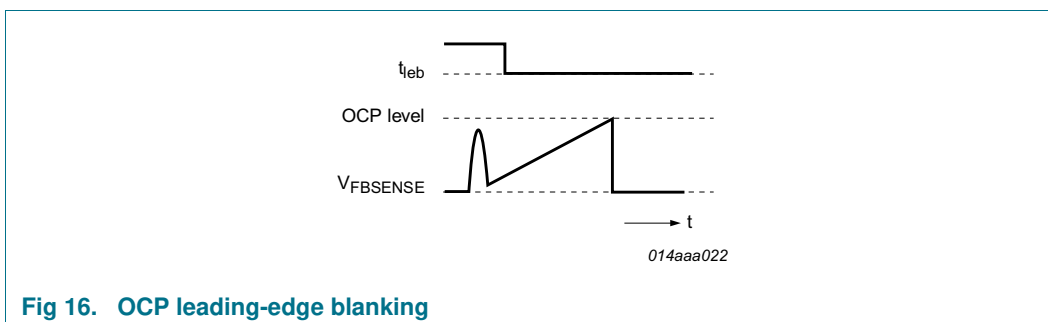 tleb
OCP level
VFBSENSE
t
014aaa022
Fig 16. OCP leading-edge blanking